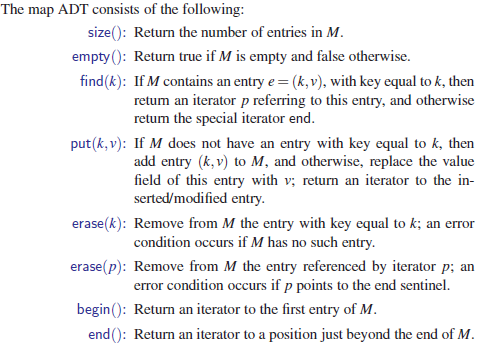 The map ADT consists of the following:
size(): Return the number of entries in M.
empty(): Return true if M is empty and false otherwise.
find(k): If M contains an entry e = (k,v), with key equal to k, then
return an iterator p referring to this entry, and otherwise
return the special iterator end.
put(k,v): If M does not have an entry with key equal to k, then
add entry (k,v) to M, and otherwise, replace the value
field of this entry with v; return an iterator to the in-
serted/modified entry.
erase(k): Remove from M the entry with key equal to k; an error
condition occurs if M has no such entry.
erase(p): Remove from M the entry referenced by iterator p; an
error condition occurs if p points to the end sentinel.
begin(): Return an iterator to the first entry of M.
end(): Return an iterator to a position just beyond the end of M.